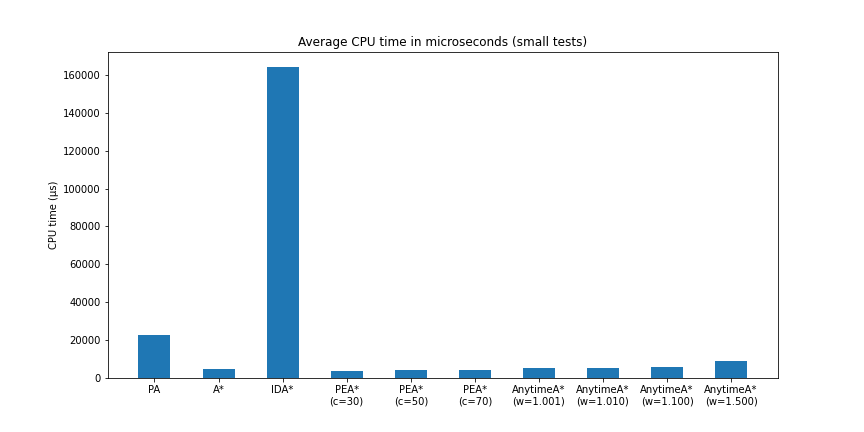 Average CPU time in microseconds (small tests)
CPU time (µs)
160000
140000
120000
100000
80000
60000
40000
20000
0
PA
A*
IDA*
PEA*
(c=30)
PEA*
(c=50)
PEA*
(c=70)
AnytimeA*
(w=1.001)
AnytimeA*
(w=1.010)
AnytimeA*
(w=1.100)
AnytimeA*
(w=1.500)